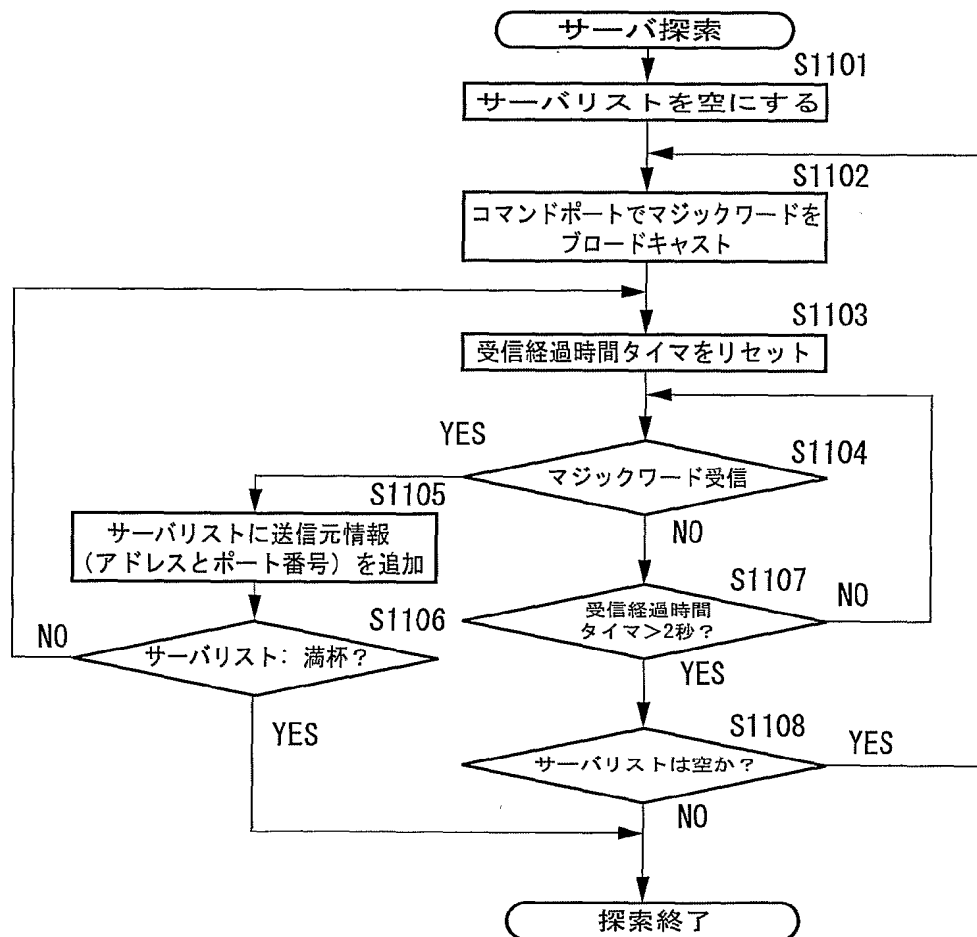 サーバ探索
S1101
サーバリストを空にする
S1102
コマンドポートでマジックワードを
ブロードキャスト
S1103
受信経過時間タイマをリセット
YES
S1104
マジックワード受信
S1105
サーバリストに送信元情報
（アドレスとポート番号）を追加
NO
S1107
受信経過時間
タイマ＞2秒？
NO
S1106
NO
サーバリスト：満杯？
YES
YES
S1108
サーバリストは空か？
YES
NO
探索終了